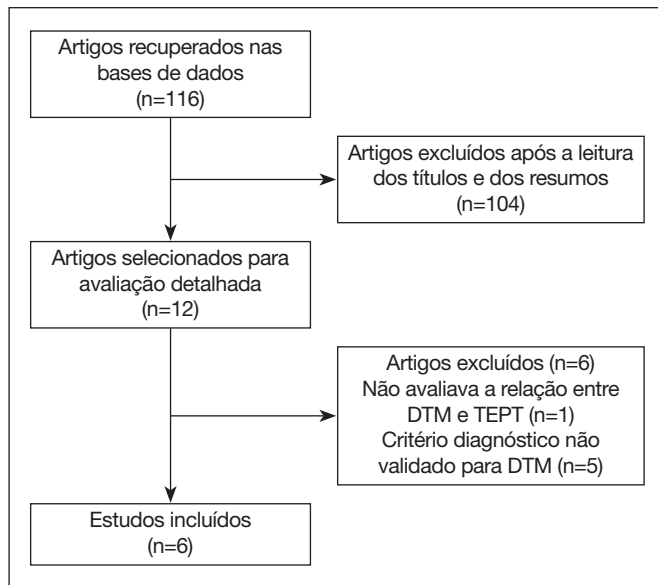 Artigos recuperados nas
bases de dados
(n=116)
Artigos excluídos após a leitura
dos títulos e dos resumos
(n=104)
Artigos selecionados para
avaliação detalhada
(n=12)
Artigos excluídos (n=6)
Não avaliava a relação entre
DTM e TEPT (n=1)
Critério diagnóstico não
validado para DTM (n=5)
Estudos incluídos
(n=6)